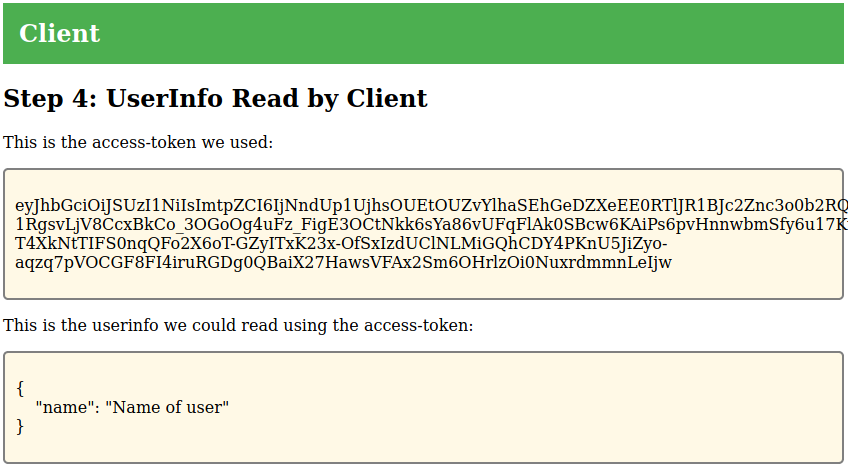 Client
Step 4: UserInfo Read by Client
This is the access-token we used:
eyJhbGciOiJSUzI1NiIsImtpZCI6IjNndUp1UjhsOUEtOUZvYlhaSEhGeDZXeEE0RTlJR1BJc2Znc3o0b2RQ
1RgsvLjV8CcxBkCo_3OGoOg4uFz_FigE3OCtNkk6sYa86vUFqFlAk0SBcw6KAiPs6pvHnnwbmSfy6u17K
T4XkNtTIFS0nqQFo2X6oT-GZyITxK23x-OfSxIzdUClNLMiGQhCDY4PKnU5JiZyo-
aqzq7pVOCGF8FI4iruRGDg0QBaiX27HawsVFAx2Sm6OHrlzOi0NuxrdmmnLeIjw
This is the userinfo we could read using the access-token:
{
"name": "Name of user"
}